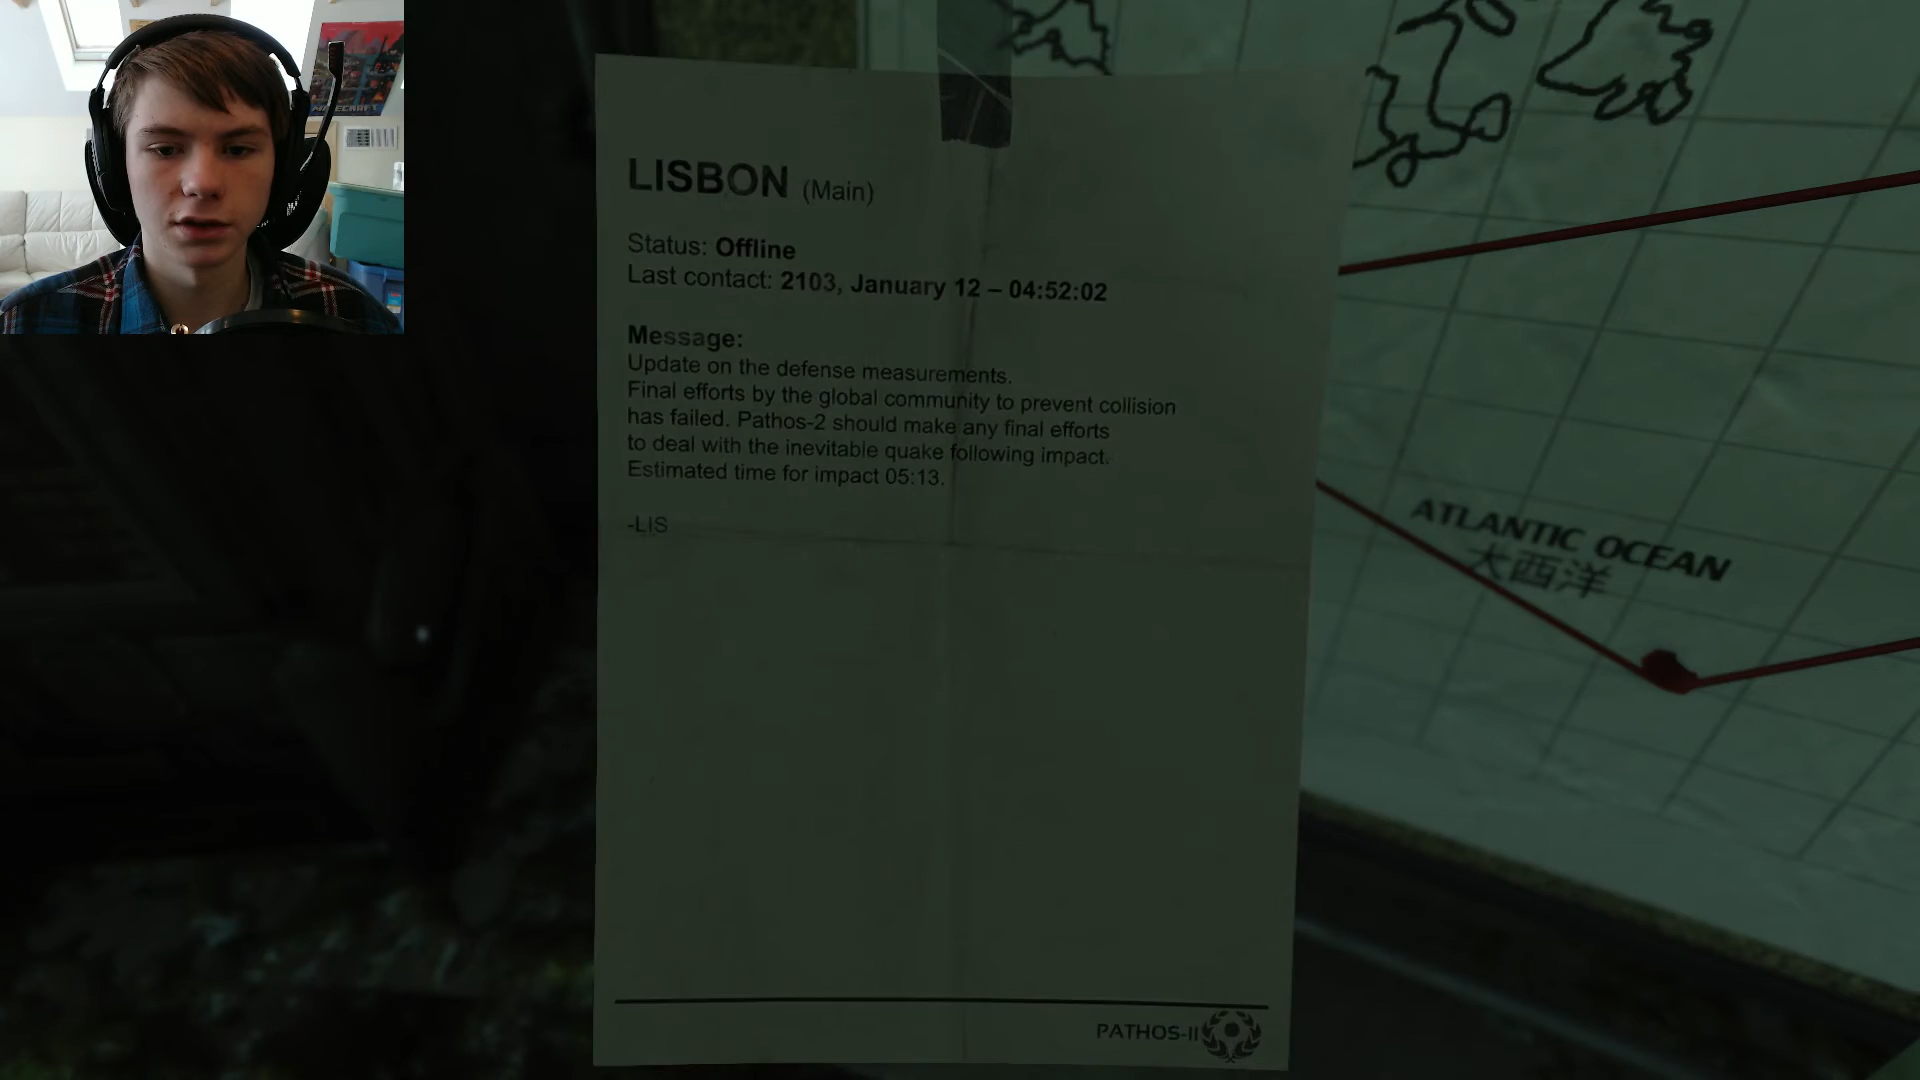 MINECRAFT
LISBON (Main)
Status: Offline
Last contact: 2103, January 12 – 04:52:02
Message:
Update on the defense measurements.
Final efforts by the global community to prevent collision
has failed. Pathos-2 should make any final efforts
to deal with the inevitable quake following impact.
Estimated time for impact 05:13.
-LIS
PATHOS-II
ATLANTIC OCEAN
大西洋